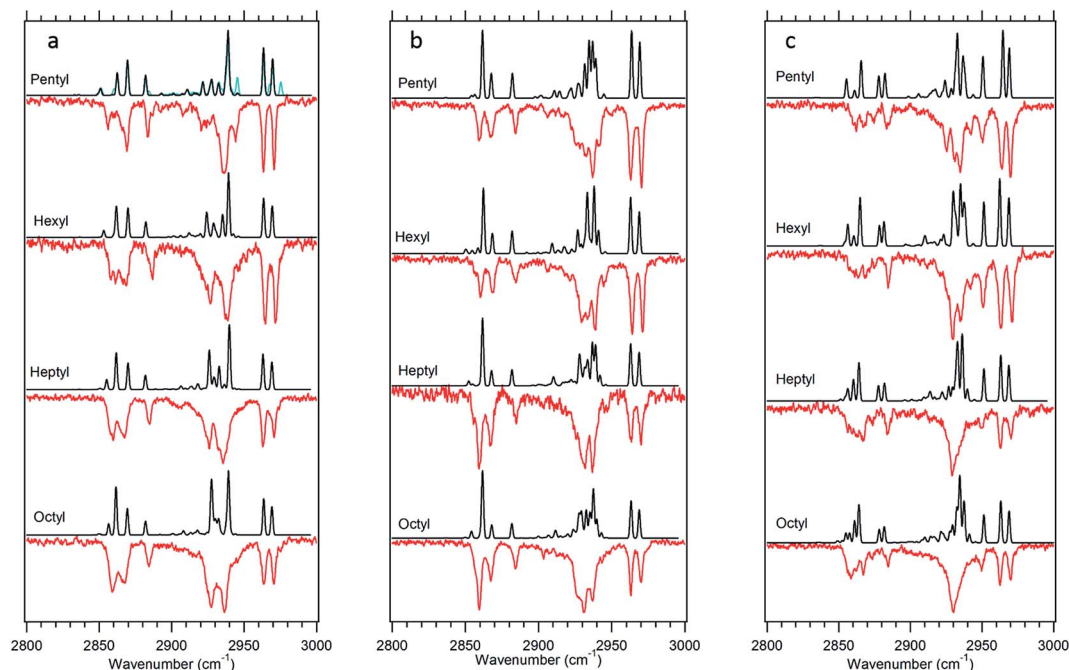 a
Pentyl
Hexyl
Heptyl
Octyl
2800 2850 2900 2950 3000
Wavenumber (cm-1)
b
Pentyl
Hexyl
Heptyl
Octyl
2800 2850 2900 2950 3000
Wavenumber (cm-1)
c
Pentyl
Hexyl
Heptyl
Octyl
2800 2850 2900 2950 3000
Wavenumber (cm-1)